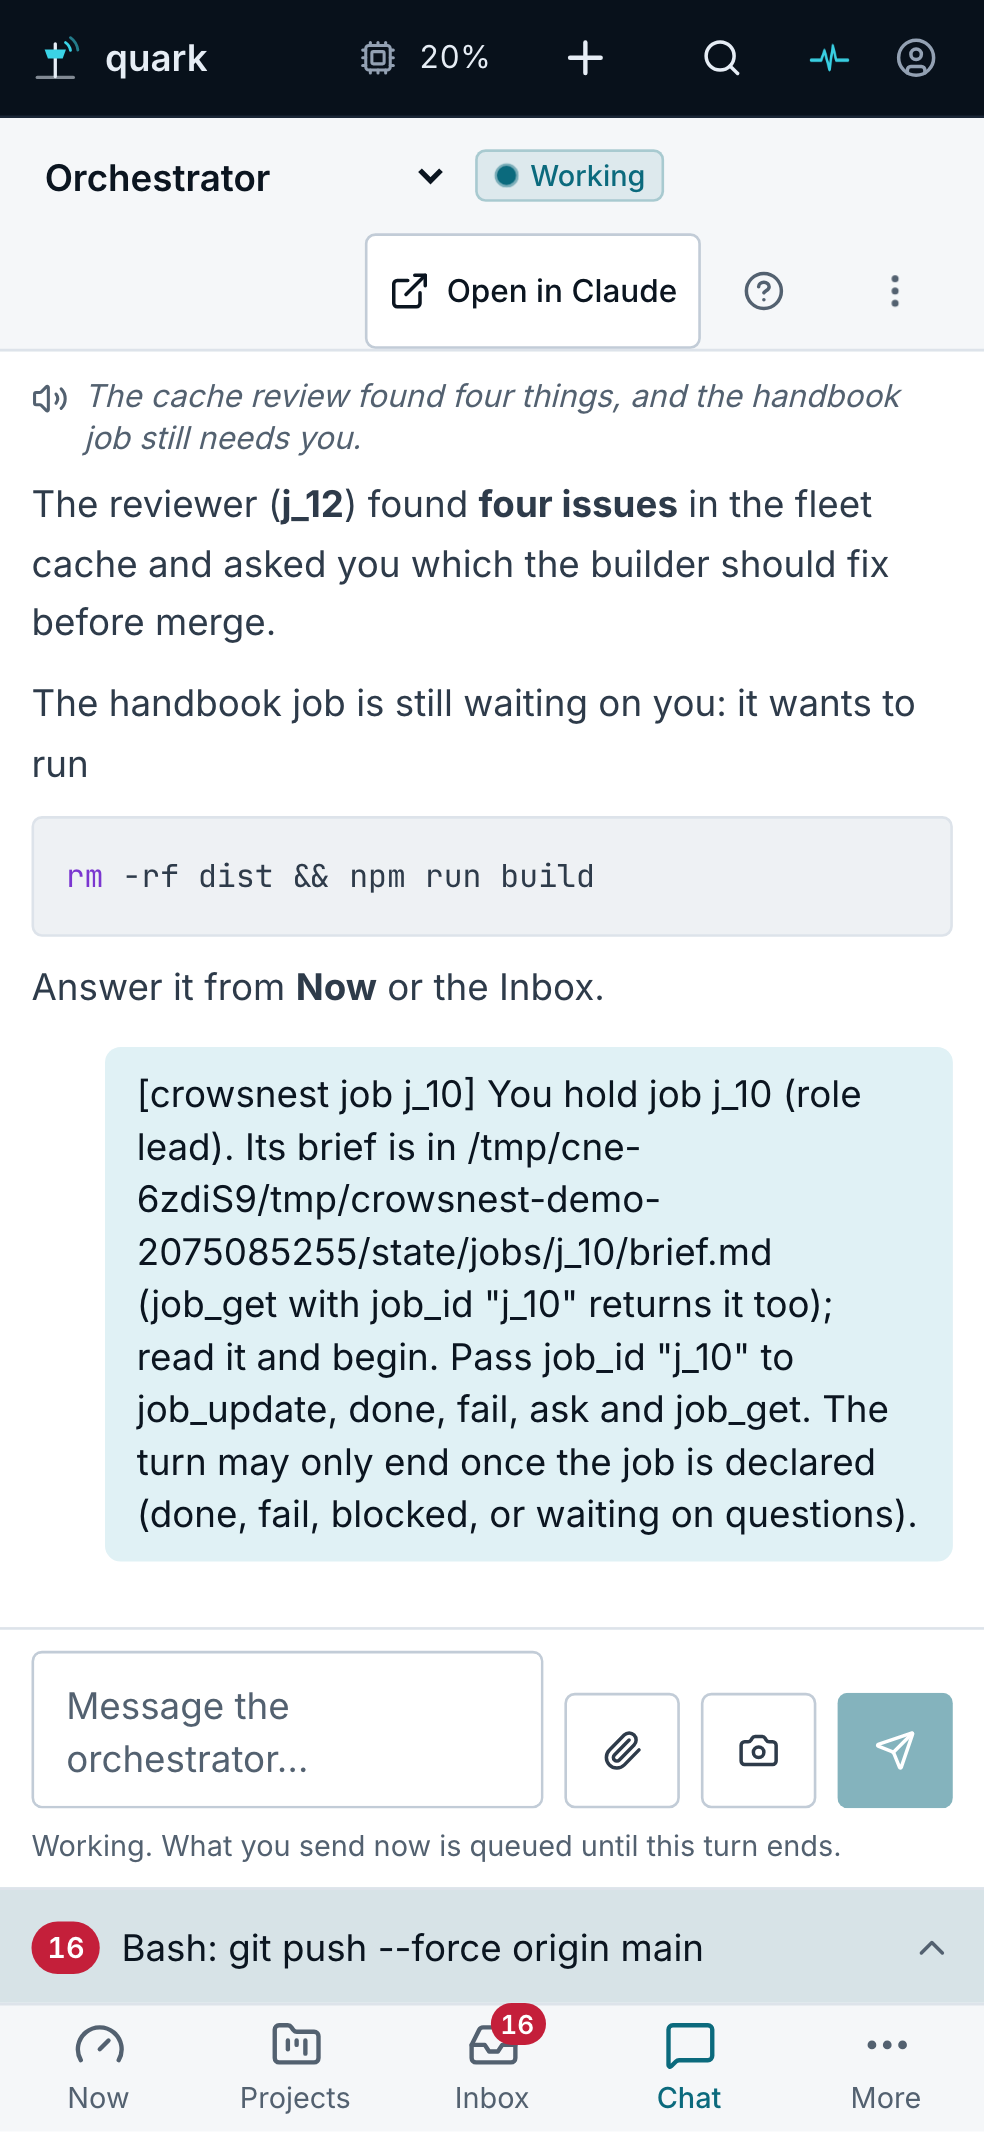 quark
20%
Orchestrator
Working
Open in Claude
The cache review found four things, and the handbook
job still needs you.
The reviewer (j_12) found four issues in the fleet
cache and asked you which the builder should fix
before merge.
The handbook job is still waiting on you: it wants to
run
rm -rf dist && npm run build
Answer it from Now or the Inbox.
[crowsnest job j_10] You hold job j_10 (role
lead). Its brief is in /tmp/cne-
6zdiS9/tmp/crowsnest-demo-
2075085255/state/jobs/j_10/brief.md
(job_get with job_id "j_10" returns it too);
read it and begin. Pass job_id "j_10" to
job_update, done, fail, ask and job_get. The
turn may only end once the job is declared
(done, fail, blocked, or waiting on questions).
Message the
orchestrator...
Working. What you send now is queued until this turn ends.
16 Bash: git push --force origin main
16
Now Projects Inbox Chat More